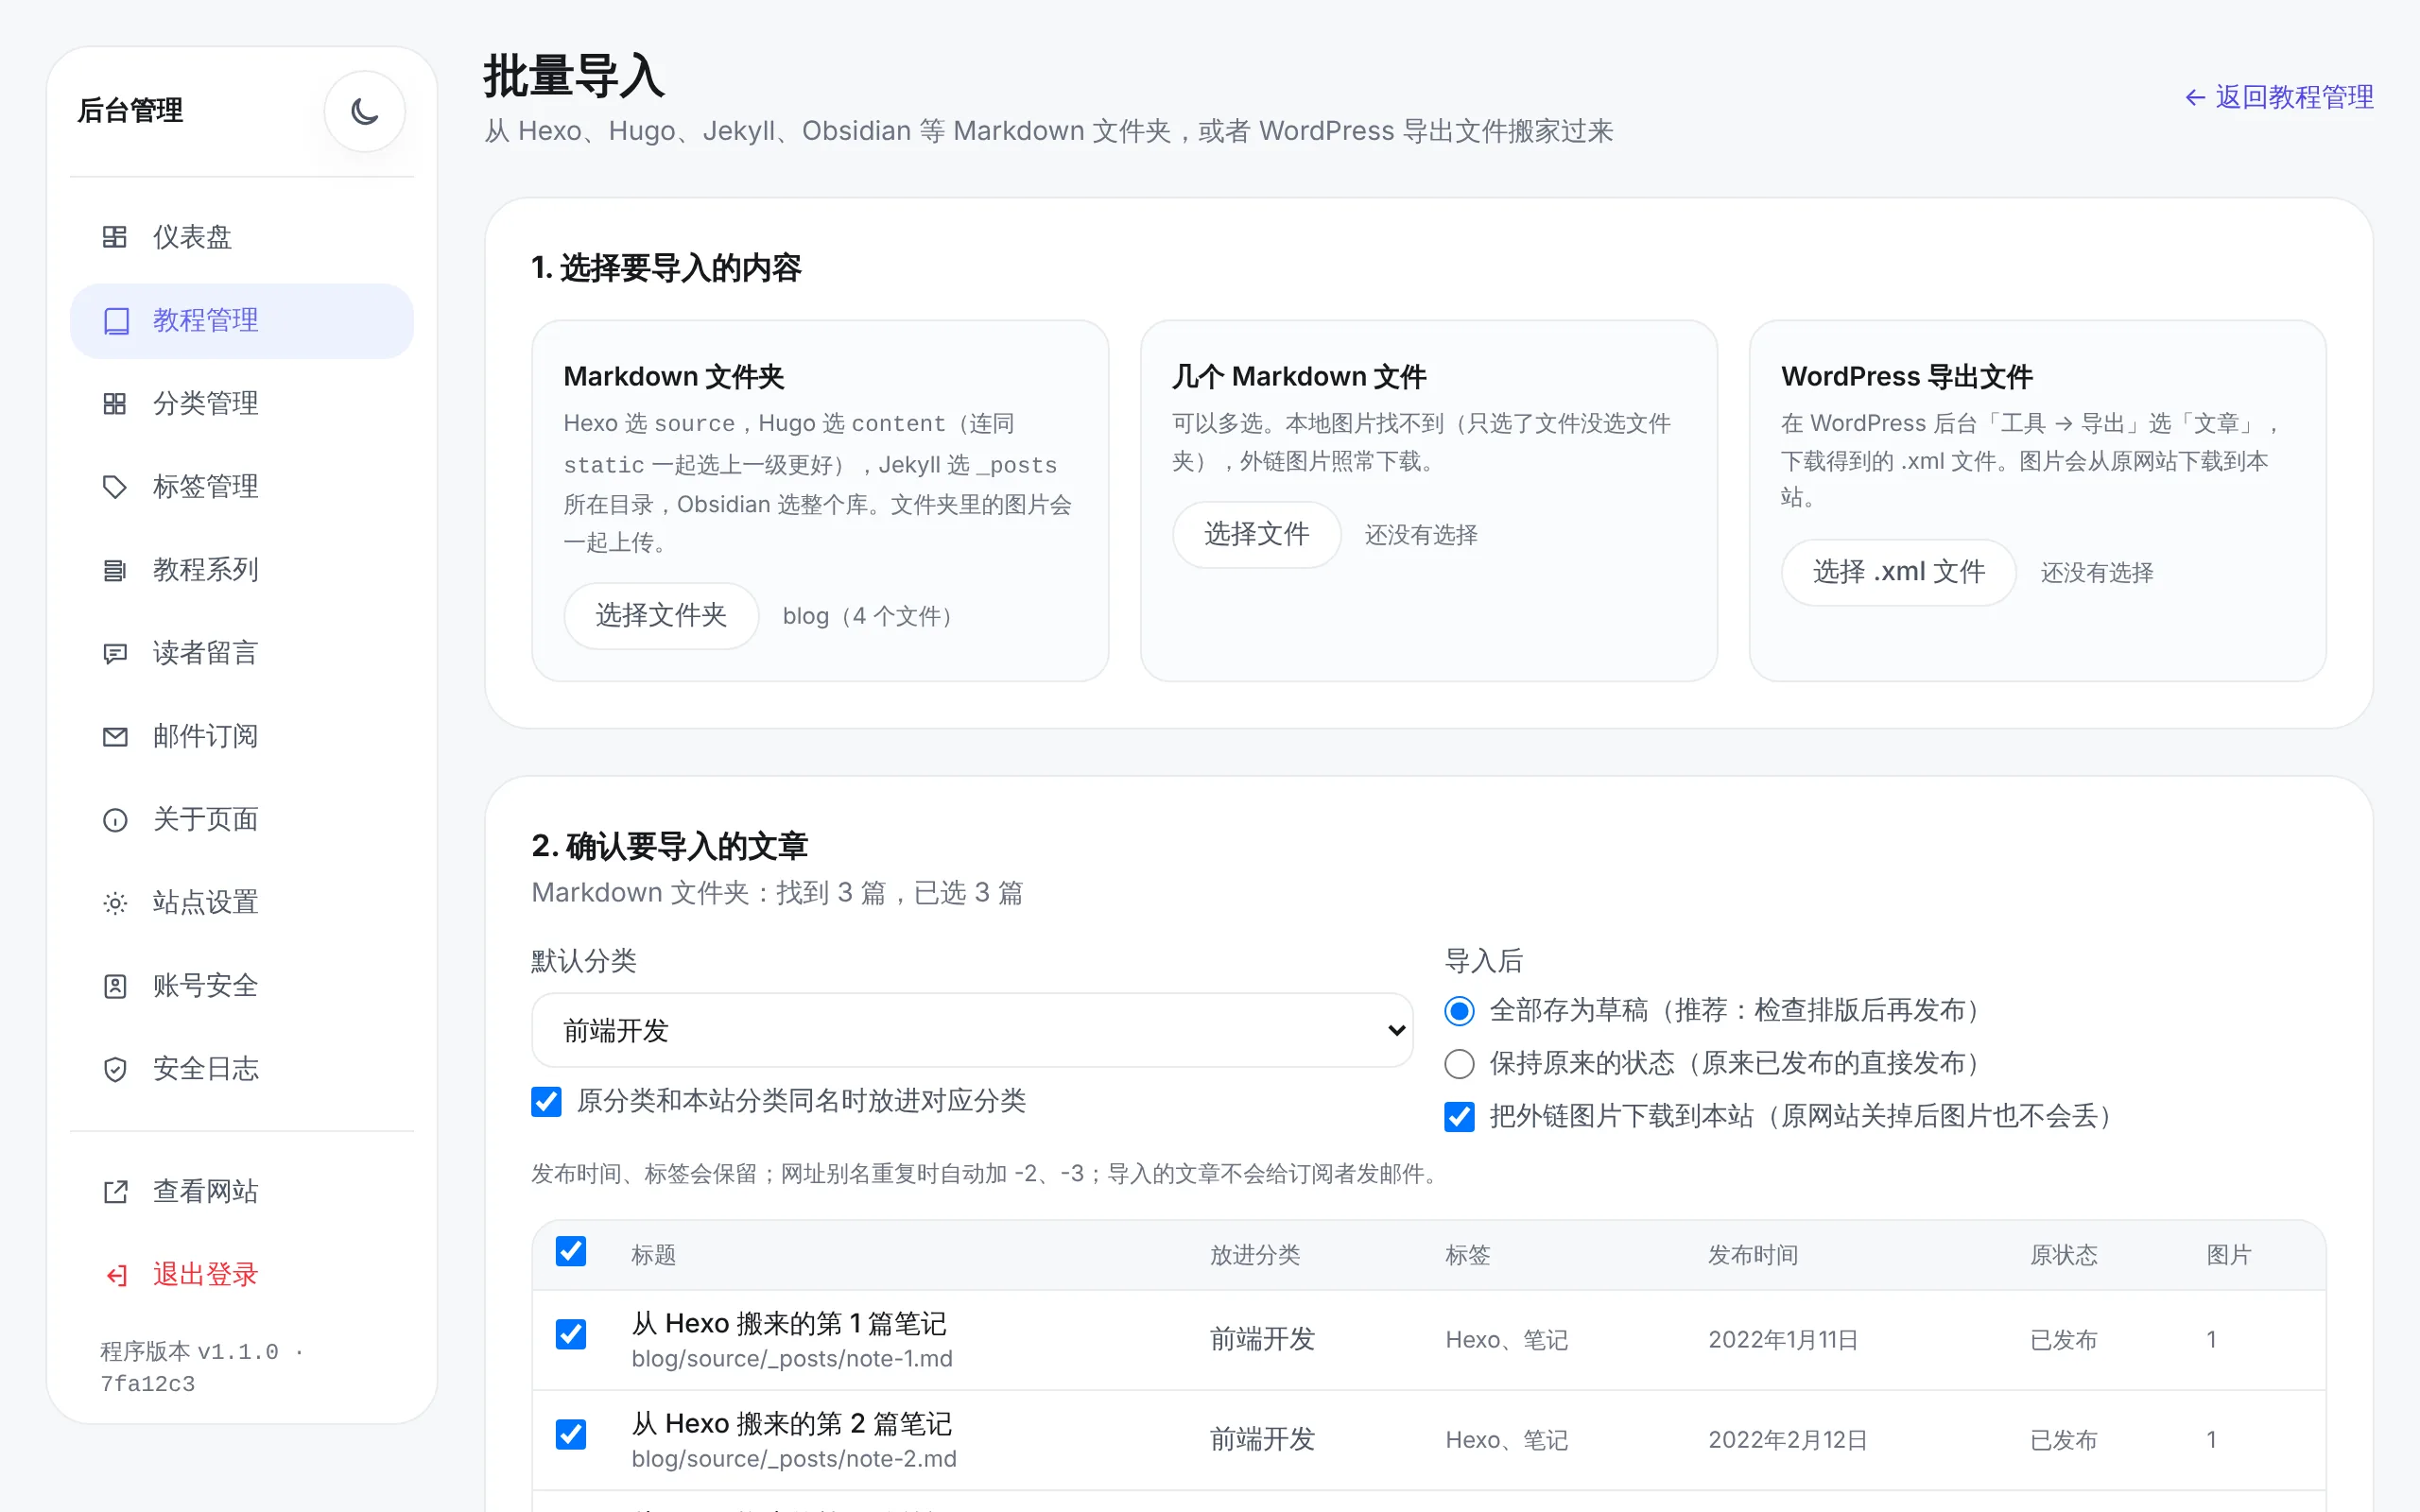 后台管理
仪表盘
教程管理
分类管理
标签管理
教程系列
读者留言
邮件订阅
关于页面
站点设置
账号安全
安全日志
查看网站
退出登录
程序版本 v1.1.0 ·
7fa12c3
批量导入
从 Hexo、Hugo、Jekyll、Obsidian 等 Markdown 文件夹，或者 WordPress 导出文件搬家过来
← 返回教程管理
1. 选择要导入的内容
Markdown 文件夹
Hexo 选 source，Hugo 选 content（连同
static 一起选上一级更好），Jekyll 选 _posts
所在目录，Obsidian 选整个库。文件夹里的图片会
一起上传。
选择文件夹 blog（4 个文件）
几个 Markdown 文件
可以多选。本地图片找不到（只选了文件没选文件
夹），外链图片照常下载。
选择文件 还没有选择
WordPress 导出文件
在 WordPress 后台「工具 → 导出」选「文章」，
下载得到的 .xml 文件。图片会从原网站下载到本
站。
选择 .xml 文件 还没有选择
2. 确认要导入的文章
Markdown 文件夹：找到 3 篇，已选 3 篇
默认分类
前端开发
原分类和本站分类同名时放进对应分类
导入后
全部存为草稿（推荐：检查排版后再发布）
保持原来的状态（原来已发布的直接发布）
把外链图片下载到本站（原网站关掉后图片也不会丢）
发布时间、标签会保留；网址别名重复时自动加 -2、-3；导入的文章不会给订阅者发邮件。
标题 放进分类 标签 发布时间 原状态 图片
从 Hexo 搬来的第 1 篇笔记
blog/source/_posts/note-1.md
前端开发 Hexo、笔记 2022年1月11日 已发布 1
从 Hexo 搬来的第 2 篇笔记
blog/source/_posts/note-2.md
前端开发 Hexo、笔记 2022年2月12日 已发布 1